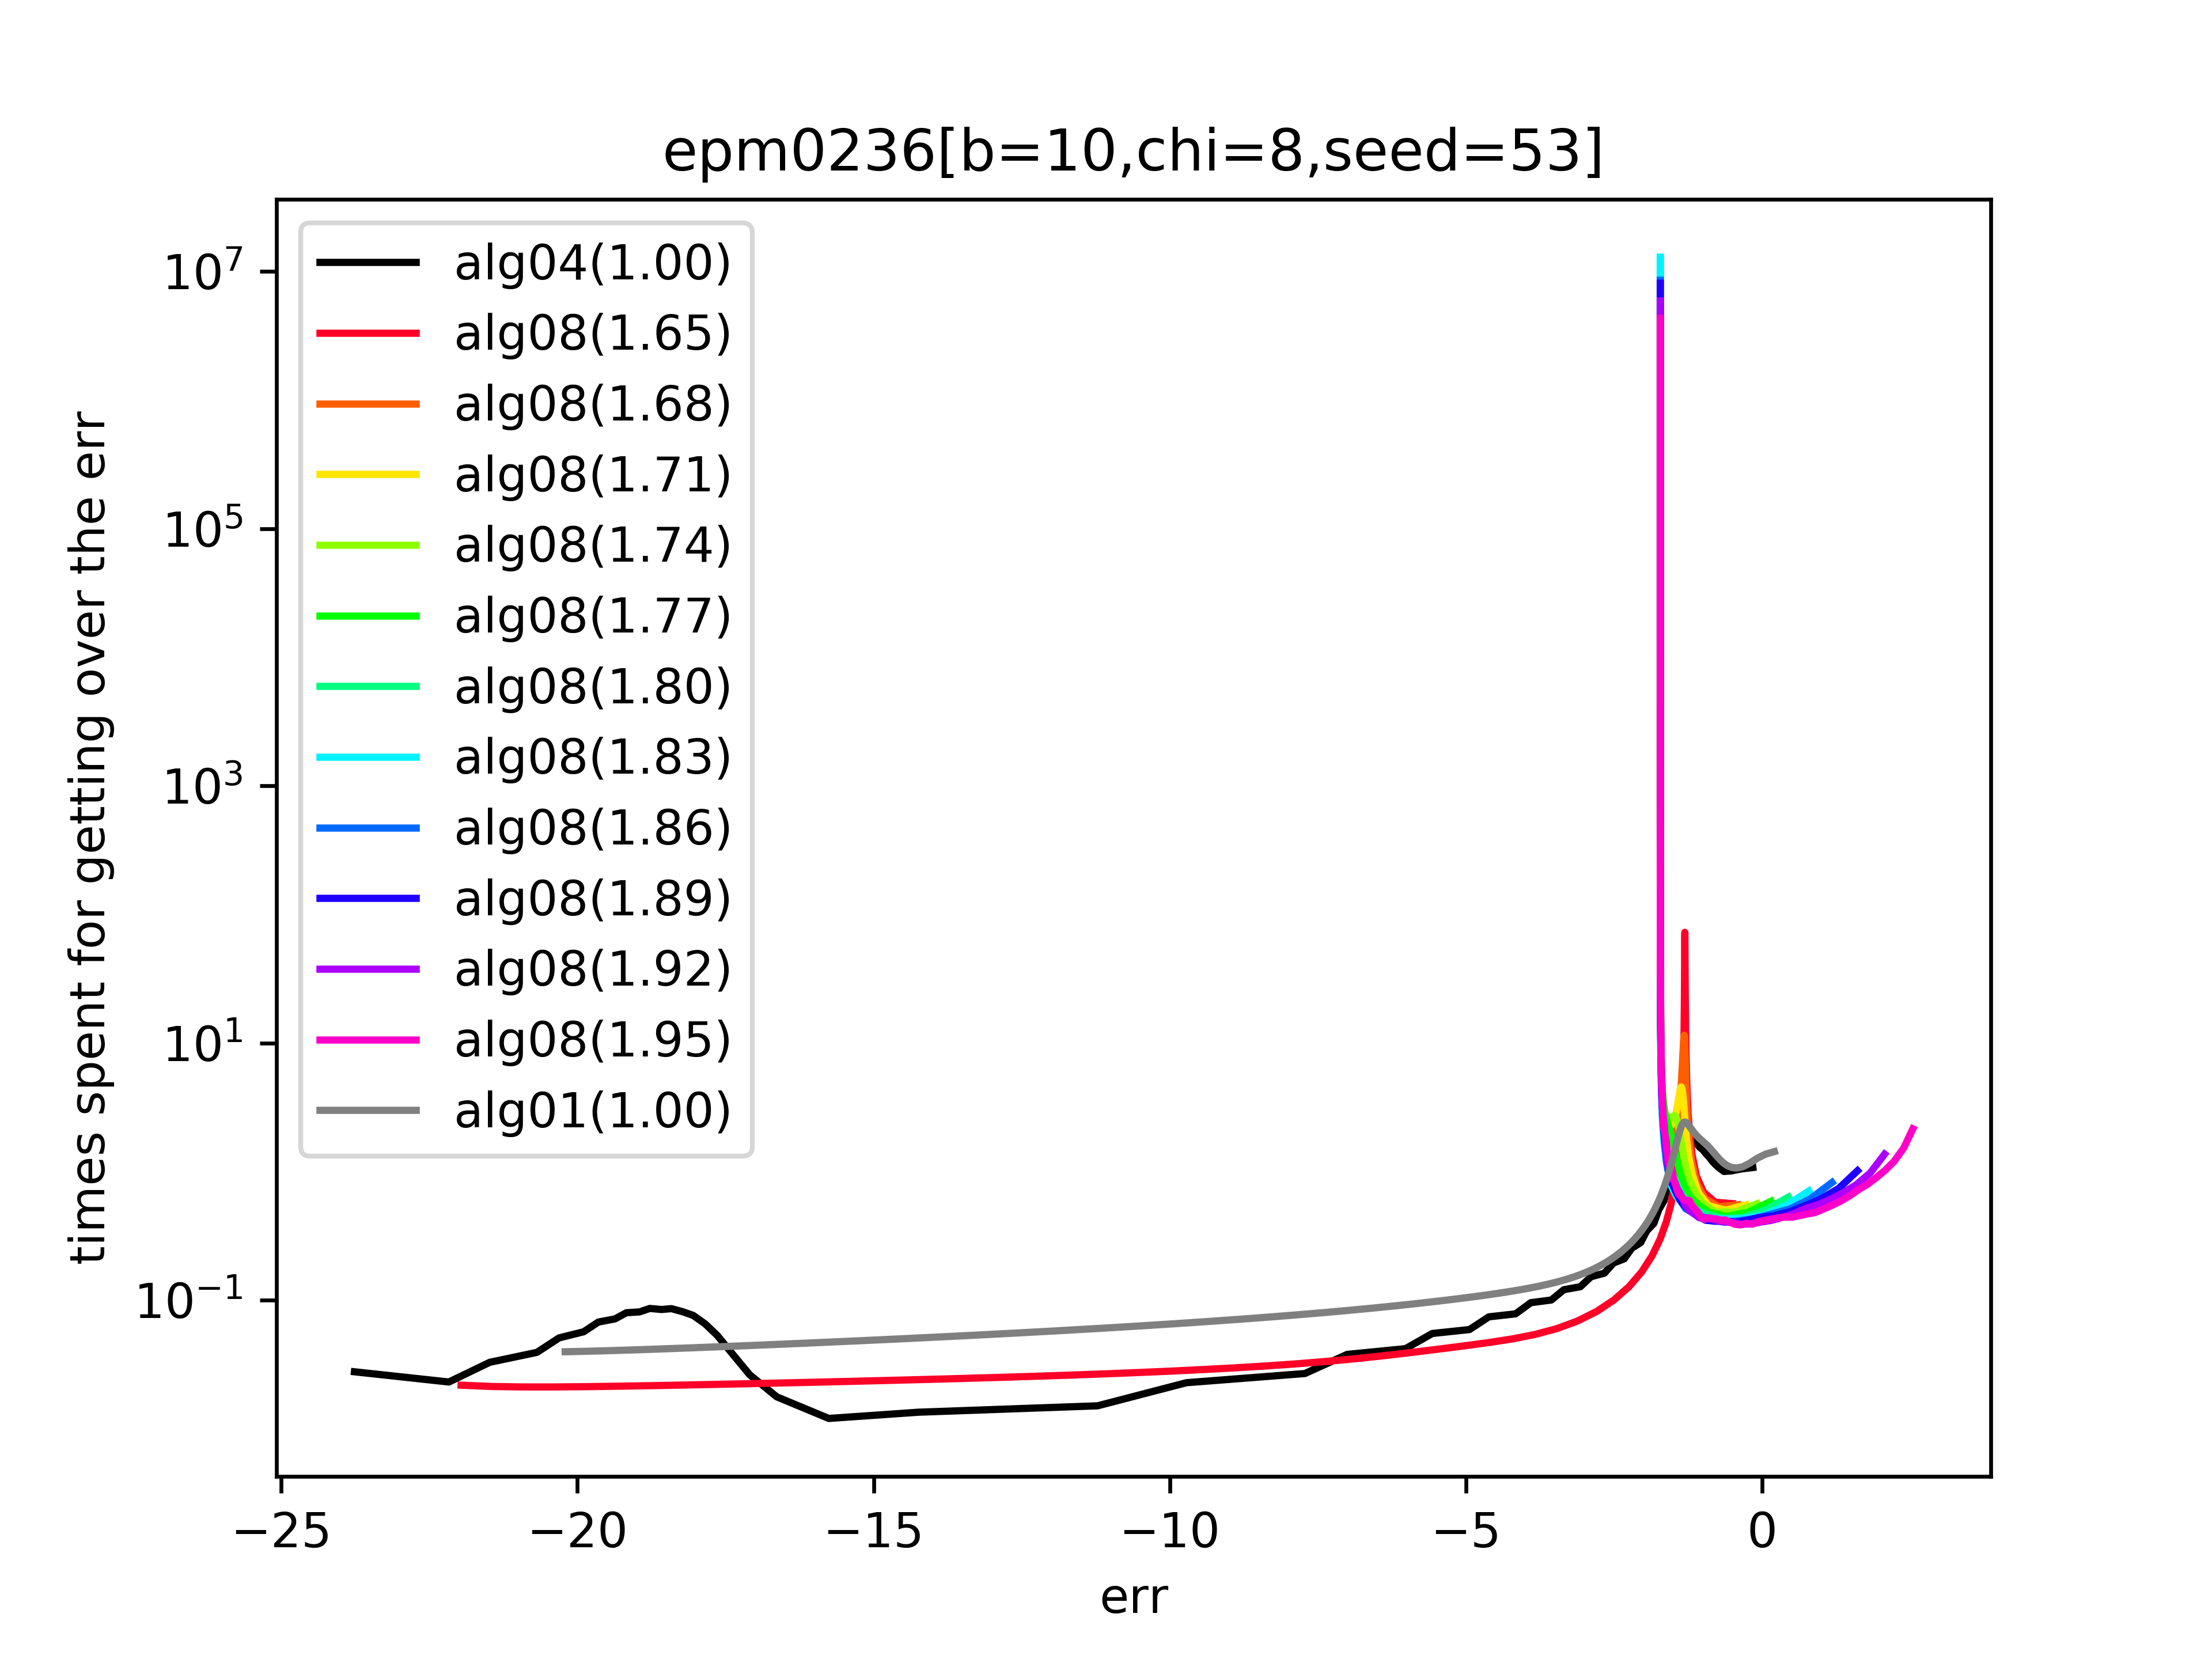 epm0236[b=10,chi=8,seed=53]
times spent for getting over the err
10⁷
10⁵
10³
10¹
10⁻¹
alg04(1.00)
alg08(1.65)
alg08(1.68)
alg08(1.71)
alg08(1.74)
alg08(1.77)
alg08(1.80)
alg08(1.83)
alg08(1.86)
alg08(1.89)
alg08(1.92)
alg08(1.95)
alg01(1.00)
−25 −20 −15 −10 −5 0
err